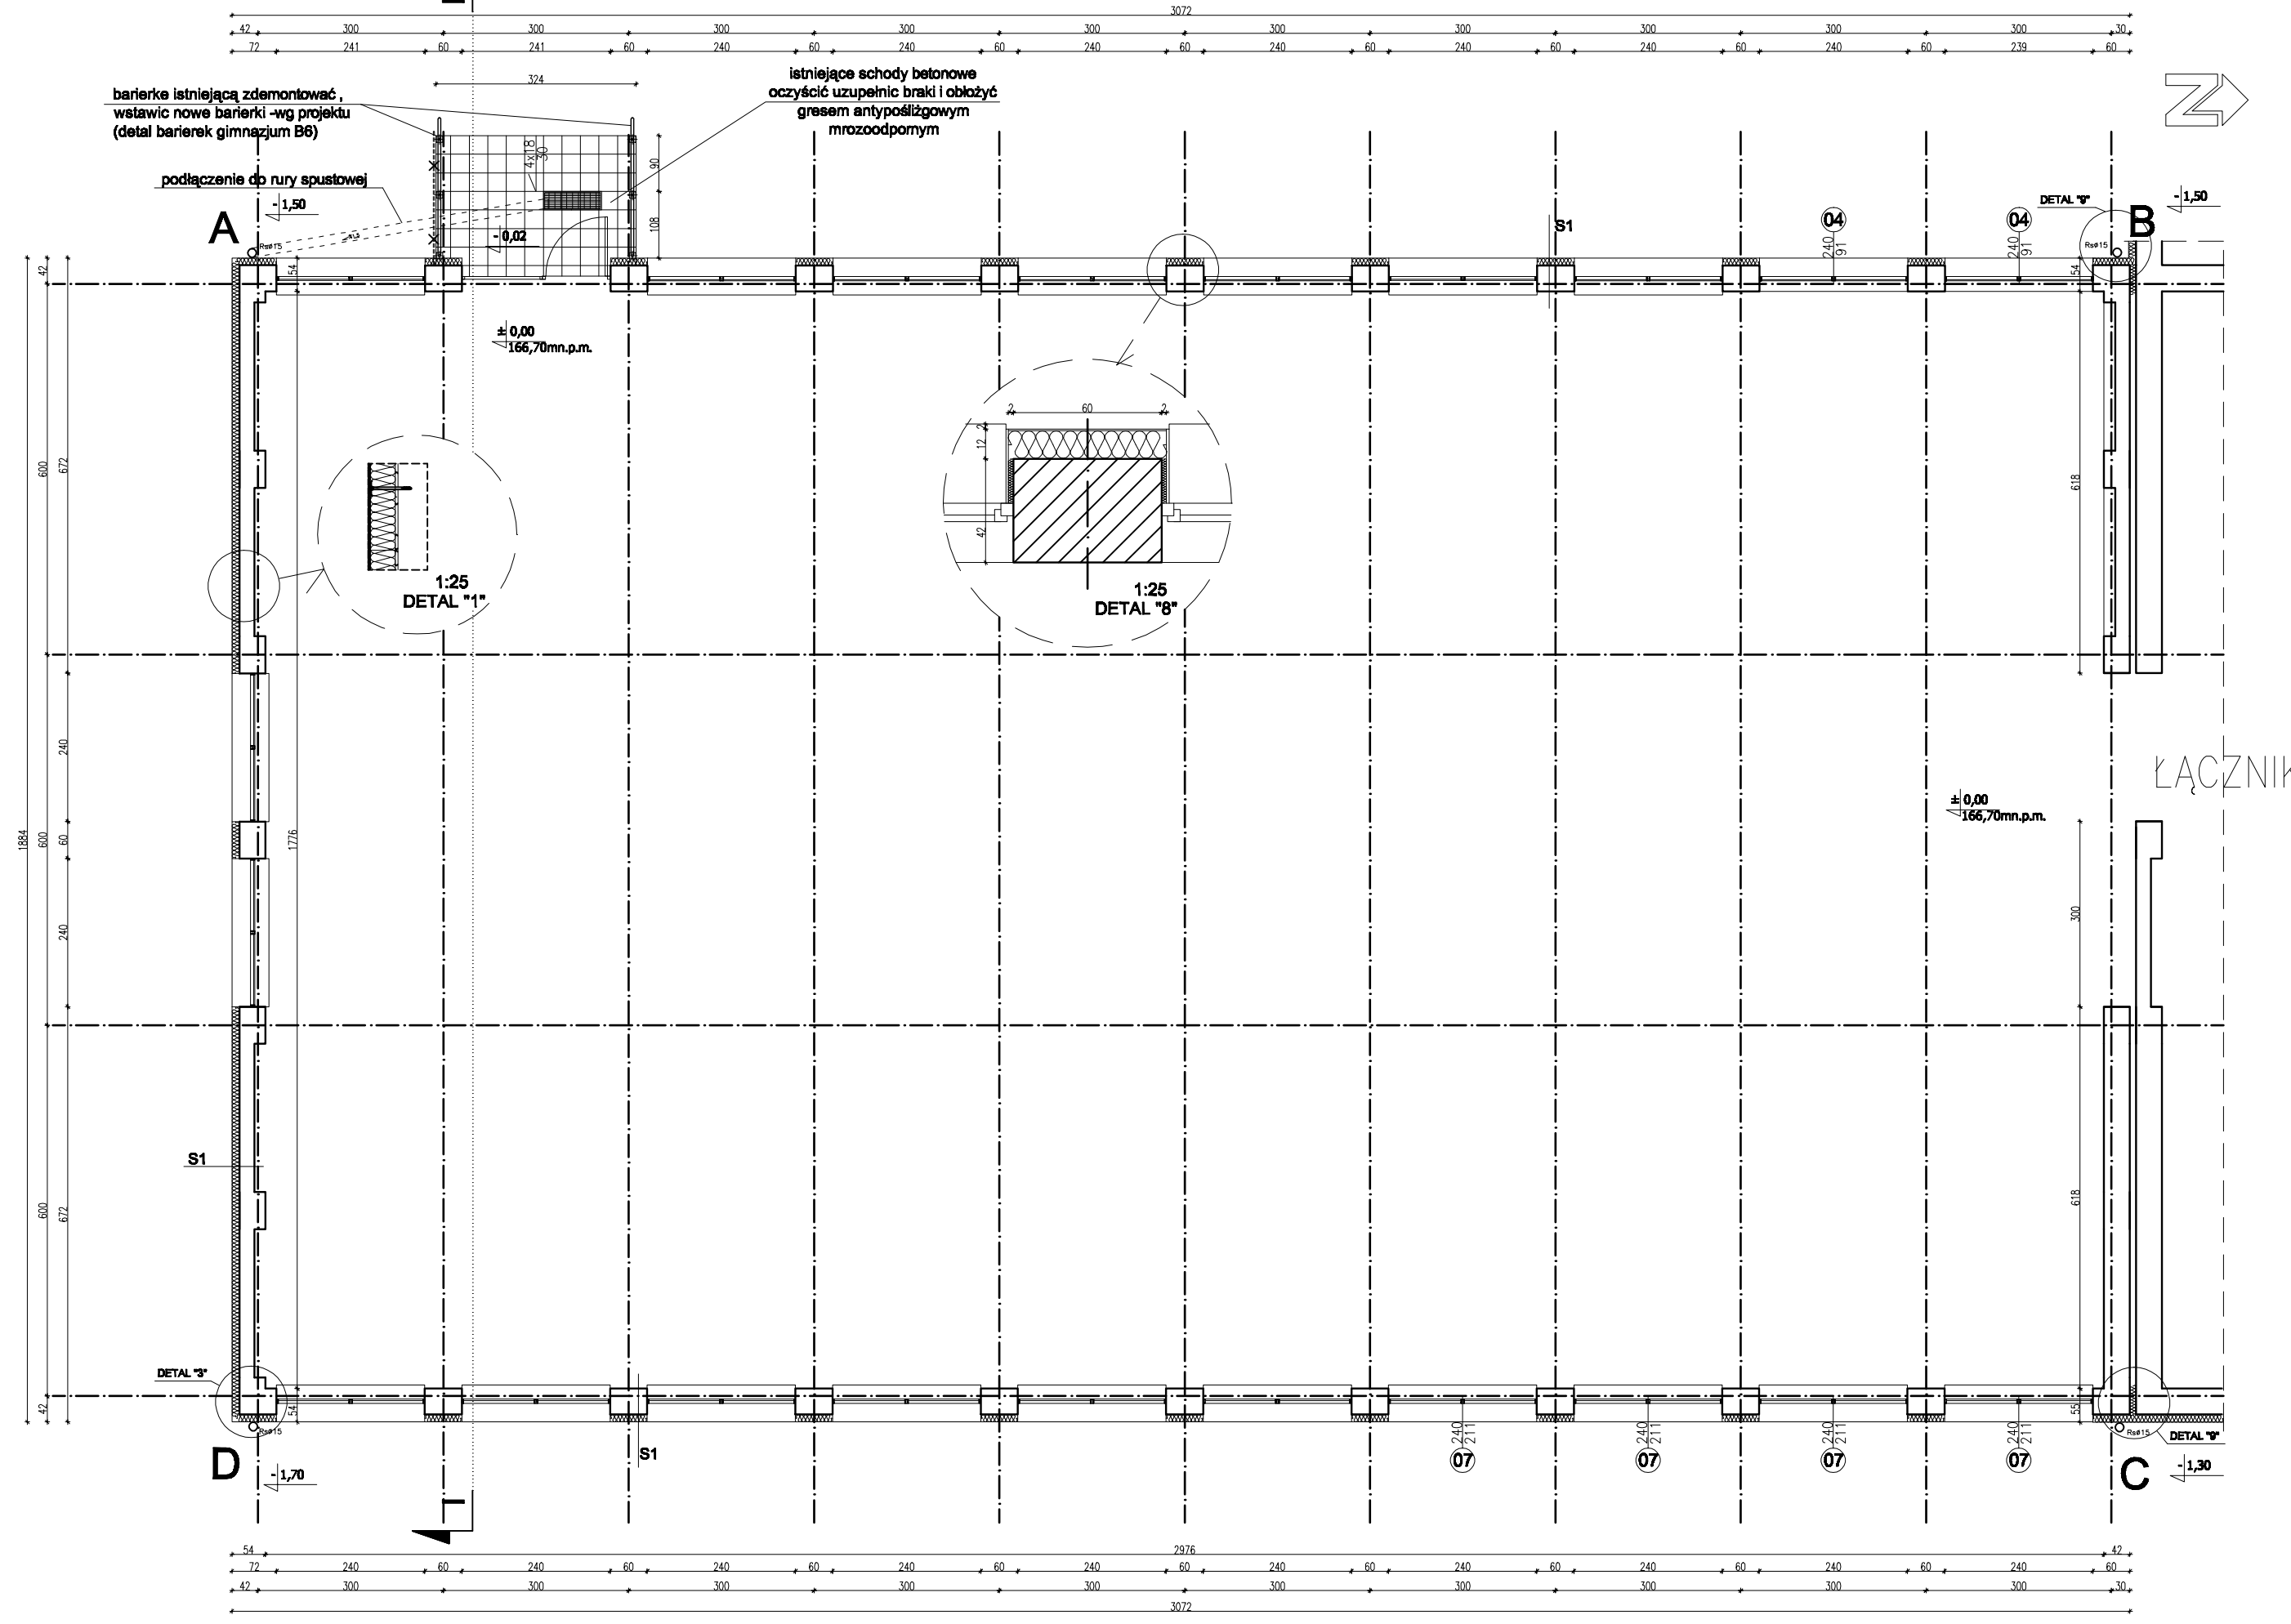 3072
42 300 300 300 300 300 300 300 300 300 300 30
72 241 60 241 60 240 60 240 60 240 60 240 60 240 60 240 60 240 60 239 60
324
barierke istniejącą zdemontować ,
wstawic nowe barierki -wg projektu
(detal barierek gimnazjum B6)
istniejące schody betonowe
oczyścić uzupełnic braki i obłożyć
gresem antypośliżgowym
mrozoodpornym
podłączenie do rury spustowej
4x18
30
90
108
N
A
- 1,50
Rsø15
- 0,02
S1
04
240
91
04
240
91
DETAL "9"
B
- 1,50
Rsø15
42
54
54
± 0,00
166,70mn.p.m.
2 60 2
2
12
42
1:25
DETAL "8"
1:25
DETAL "1"
600
672
618
240
1884
600
60
1776
240
± 0,00
166,70mn.p.m.
ŁĄCZNIK
300
S1
600
672
618
DETAL "3"
42
54
55
Rsø15
D
- 1,70
S1
I
240
211
07
240
211
07
240
211
07
240
211
07
Rsø15
DETAL "9"
C
- 1,30
54 2976 42
72 240 60 240 60 240 60 240 60 240 60 240 60 240 60 240 60 240 60 240 60
42 300 300 300 300 300 300 300 300 300 300 30
3072